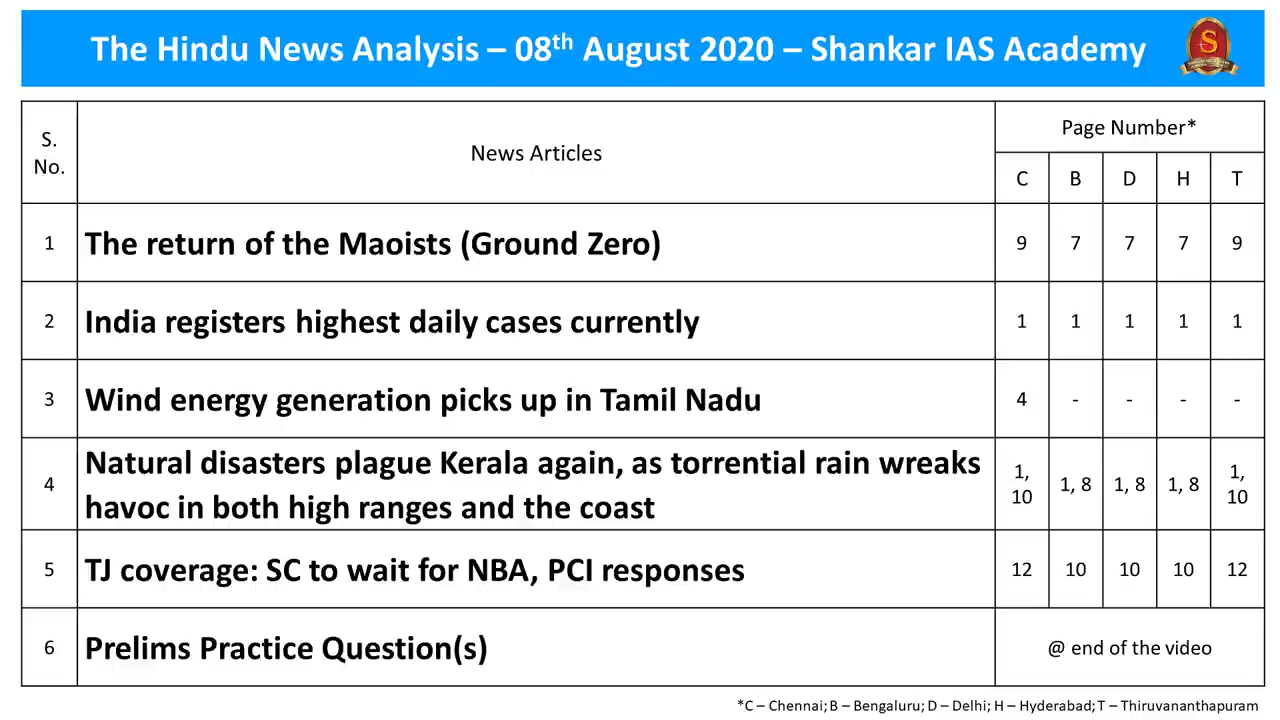 The Hindu News Analysis – 08th August 2020 – Shankar IAS Academy
S
S. No. News Articles Page Number*
C B D H T
1 The return of the Maoists (Ground Zero) 9 7 7 7 9
2 India registers highest daily cases currently 1 1 1 1 1
3 Wind energy generation picks up in Tamil Nadu 4 - - - -
4 Natural disasters plague Kerala again, as torrential rain wreaks
havoc in both high ranges and the coast 1, 10 1, 8 1, 8 1, 8 1, 10
5 TJ coverage: SC to wait for NBA, PCI responses 12 10 10 10 12
6 Prelims Practice Question(s) @ end of the video
*C – Chennai; B – Bengaluru; D – Delhi; H – Hyderabad; T – Thiruvananthapuram